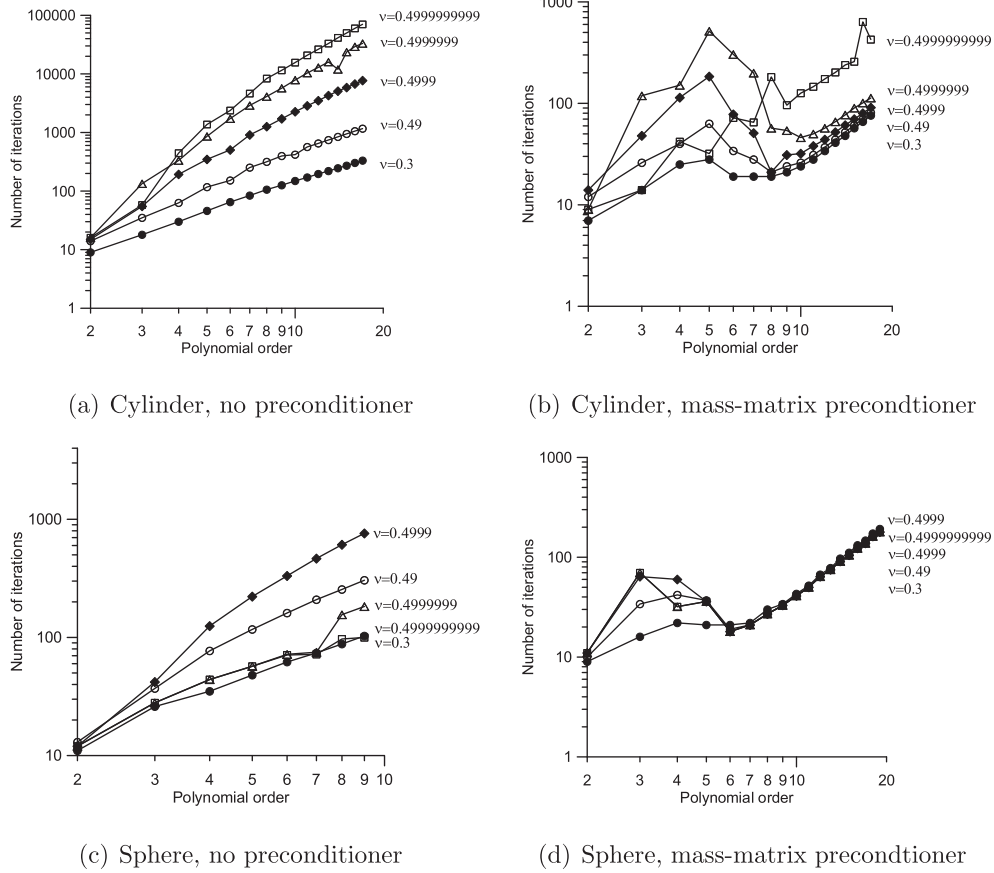 100000
10000
1000
100
10
1
Number of iterations
2 3 4 5 6 7 8 9 10 20
Polynomial order
ν=0.4999999999
ν=0.4999999
ν=0.4999
ν=0.49
ν=0.3
(a) Cylinder, no preconditioner
1000
100
10
1
Number of iterations
2 3 4 5 6 7 8 9 10 20
Polynomial order
ν=0.4999999999
ν=0.4999999
ν=0.4999
ν=0.49
ν=0.3
(b) Cylinder, mass-matrix precondtioner
1000
100
10
Number of iterations
2 3 4 5 6 7 8 9 10
Polynomial order
ν=0.4999
ν=0.49
ν=0.4999999
ν=0.4999999999
ν=0.3
(c) Sphere, no preconditioner
1000
100
10
1
Number of iterations
2 3 4 5 6 7 8 9 10 20
Polynomial order
ν=0.4999
ν=0.4999999999
ν=0.4999
ν=0.49
ν=0.3
(d) Sphere, mass-matrix precondtioner